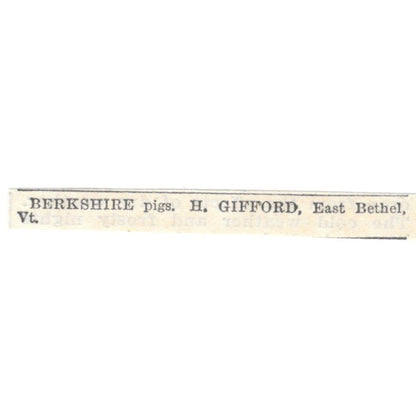 BERKSHIRE pigs. H. GIFFORD, East Bethel,
Vt.